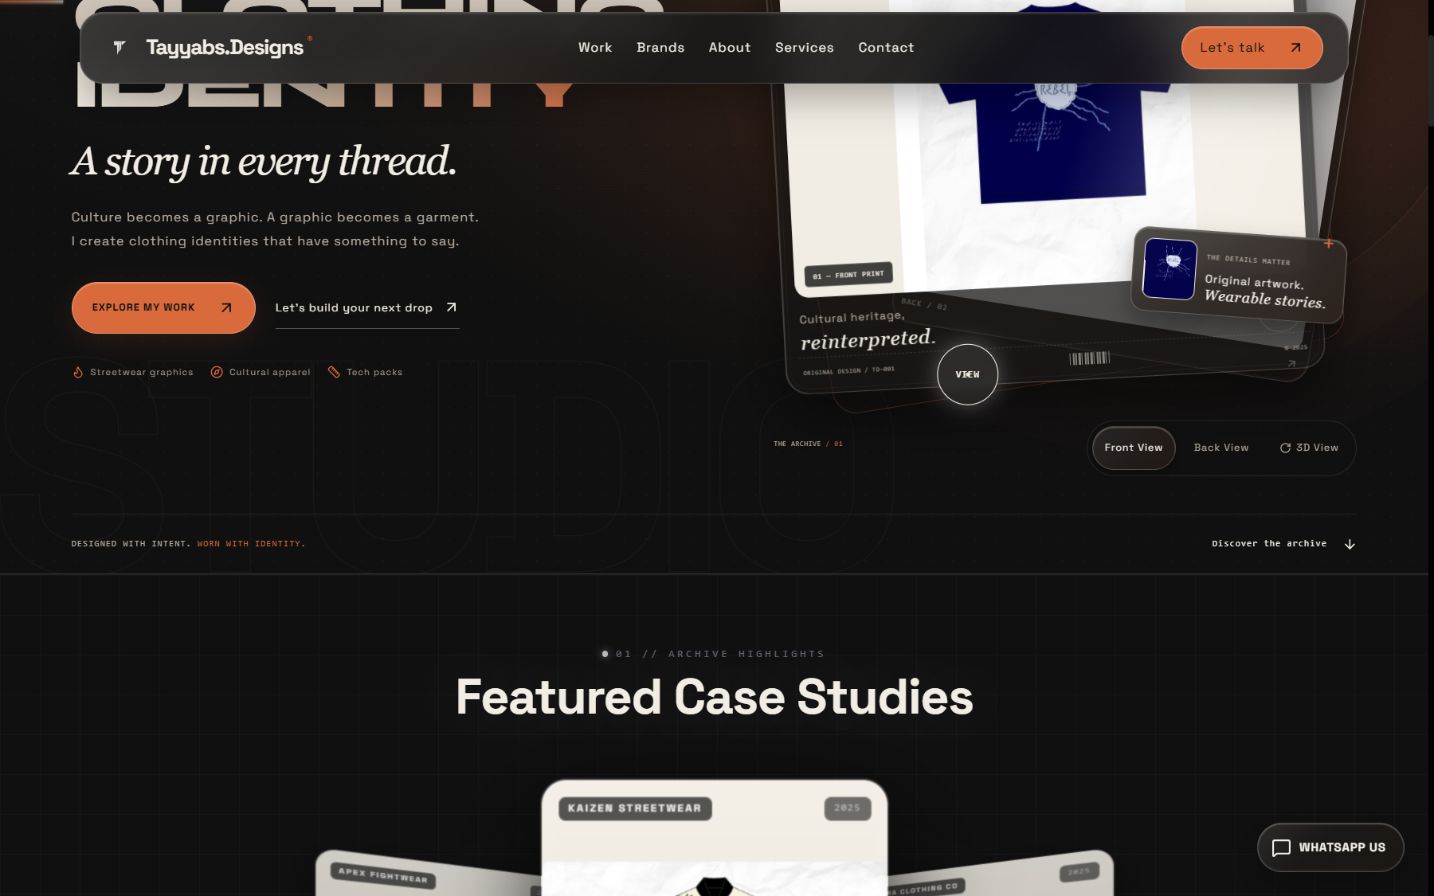 CLOTHING
IDENTITY
Tayyabs.Designs
Work
Brands
About
Services
Contact
Let's talk
A story in every thread.
Culture becomes a graphic. A graphic becomes a garment.
I create clothing identities that have something to say.
EXPLORE MY WORK
Let's build your next drop
Streetwear graphics
Cultural apparel
Tech packs
STUDIO
REBEL
01 — FRONT PRINT
BACK / 02
THE DETAILS MATTER
Original artwork.
Wearable stories.
Cultural heritage,
reinterpreted.
ORIGINAL DESIGN / TD-001
© 2025
VIEW
THE ARCHIVE / 01
Front View
Back View
3D View
DESIGNED WITH INTENT. WORN WITH IDENTITY.
Discover the archive
01 // ARCHIVE HIGHLIGHTS
Featured Case Studies
KAIZEN STREETWEAR
2025
APEX FIGHTWEAR
CLOTHING CO
2025
WHATSAPP US